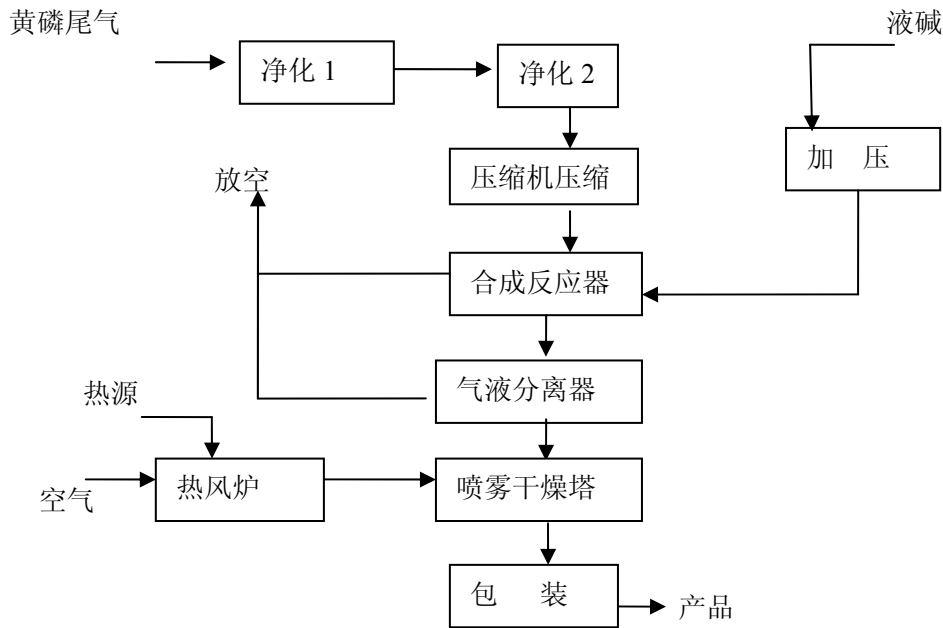 黄磷尾气
液碱
净化 1
净化 2
加 压
压缩机压缩
放空
合成反应器
气液分离器
热源
热风炉
喷雾干燥塔
空气
包 装
产品